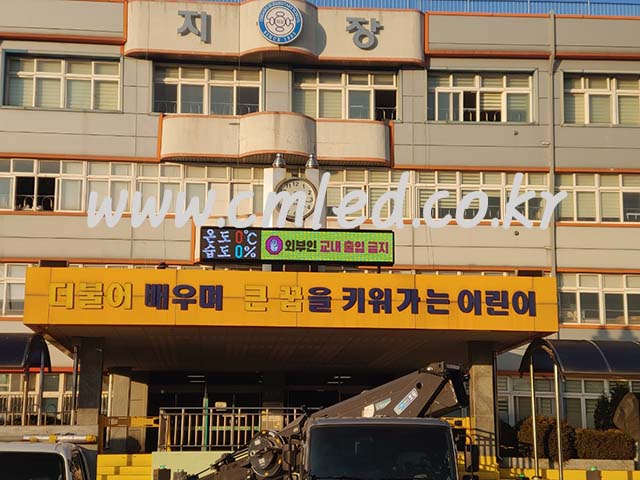 지 장
www.cmled.co.kr
온도 0℃
습도 0%
외부인 교내 출입 금지
더불어 배우며 큰 꿈을 키워가는 어린이